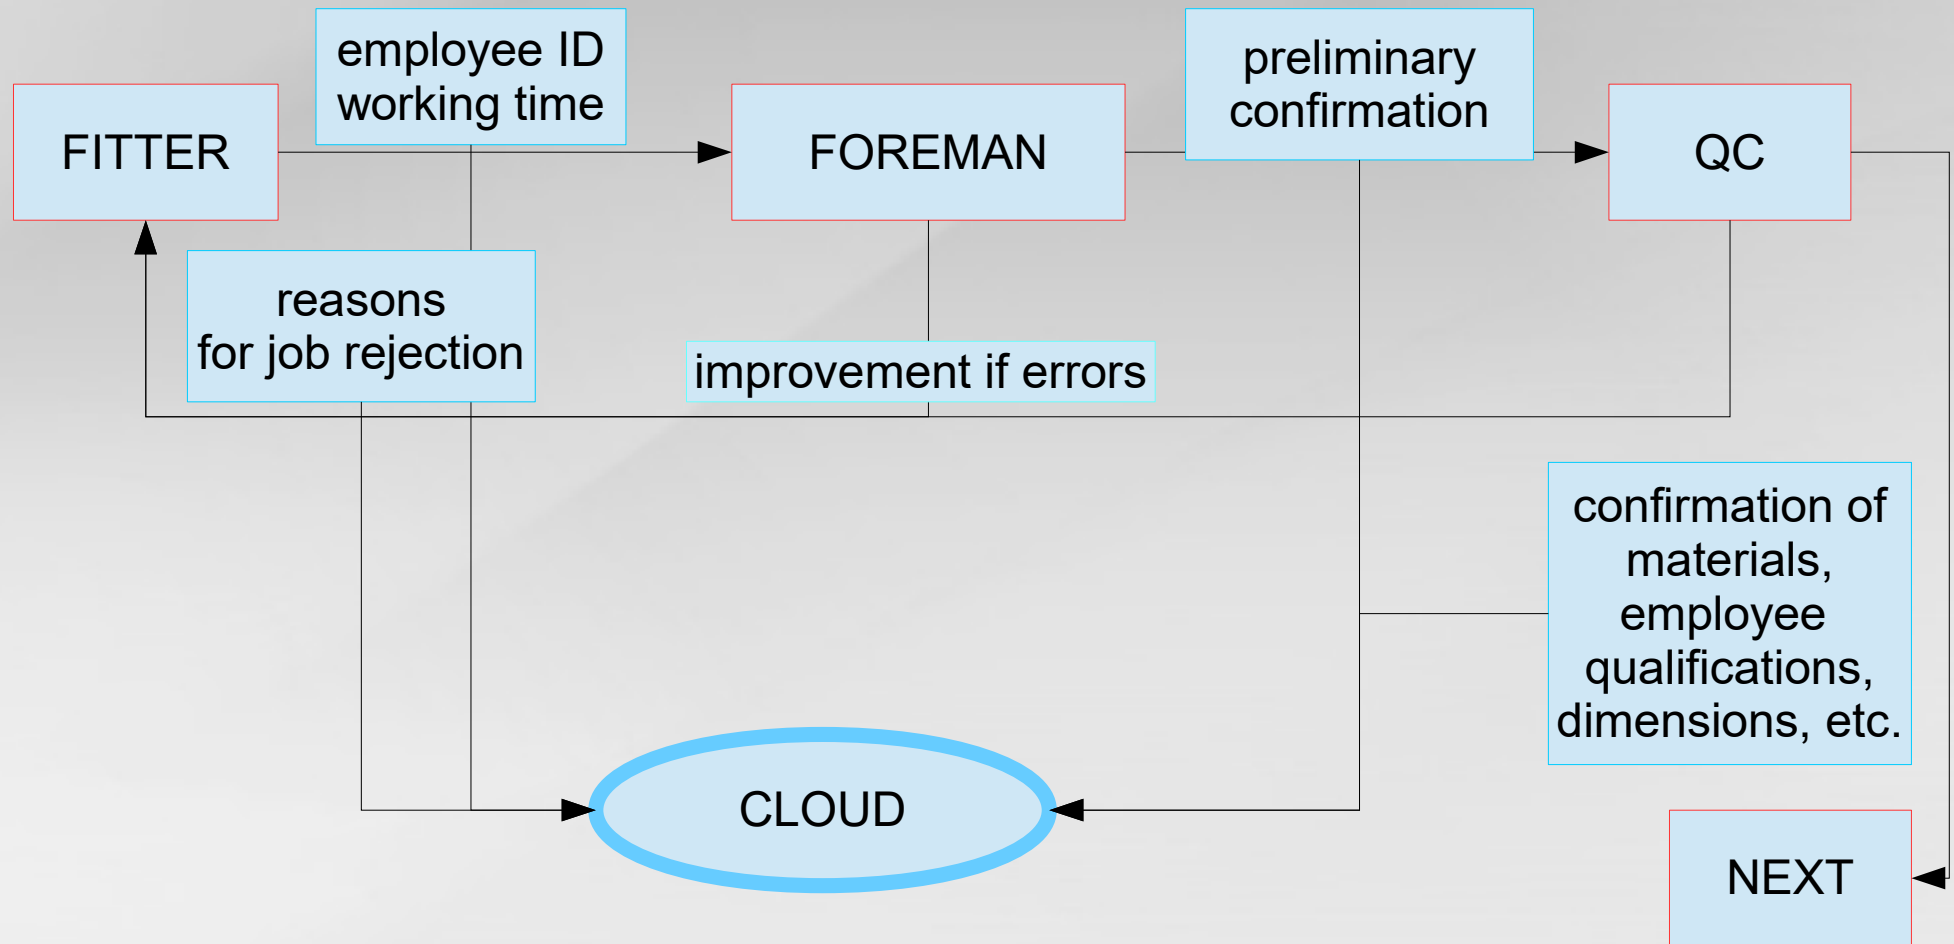 employee ID
working time
preliminary
confirmation
FITTER
FOREMAN
QC
reasons
for job rejection
improvement if errors
confirmation of
materials,
employee
qualifications,
dimensions, etc.
CLOUD
NEXT